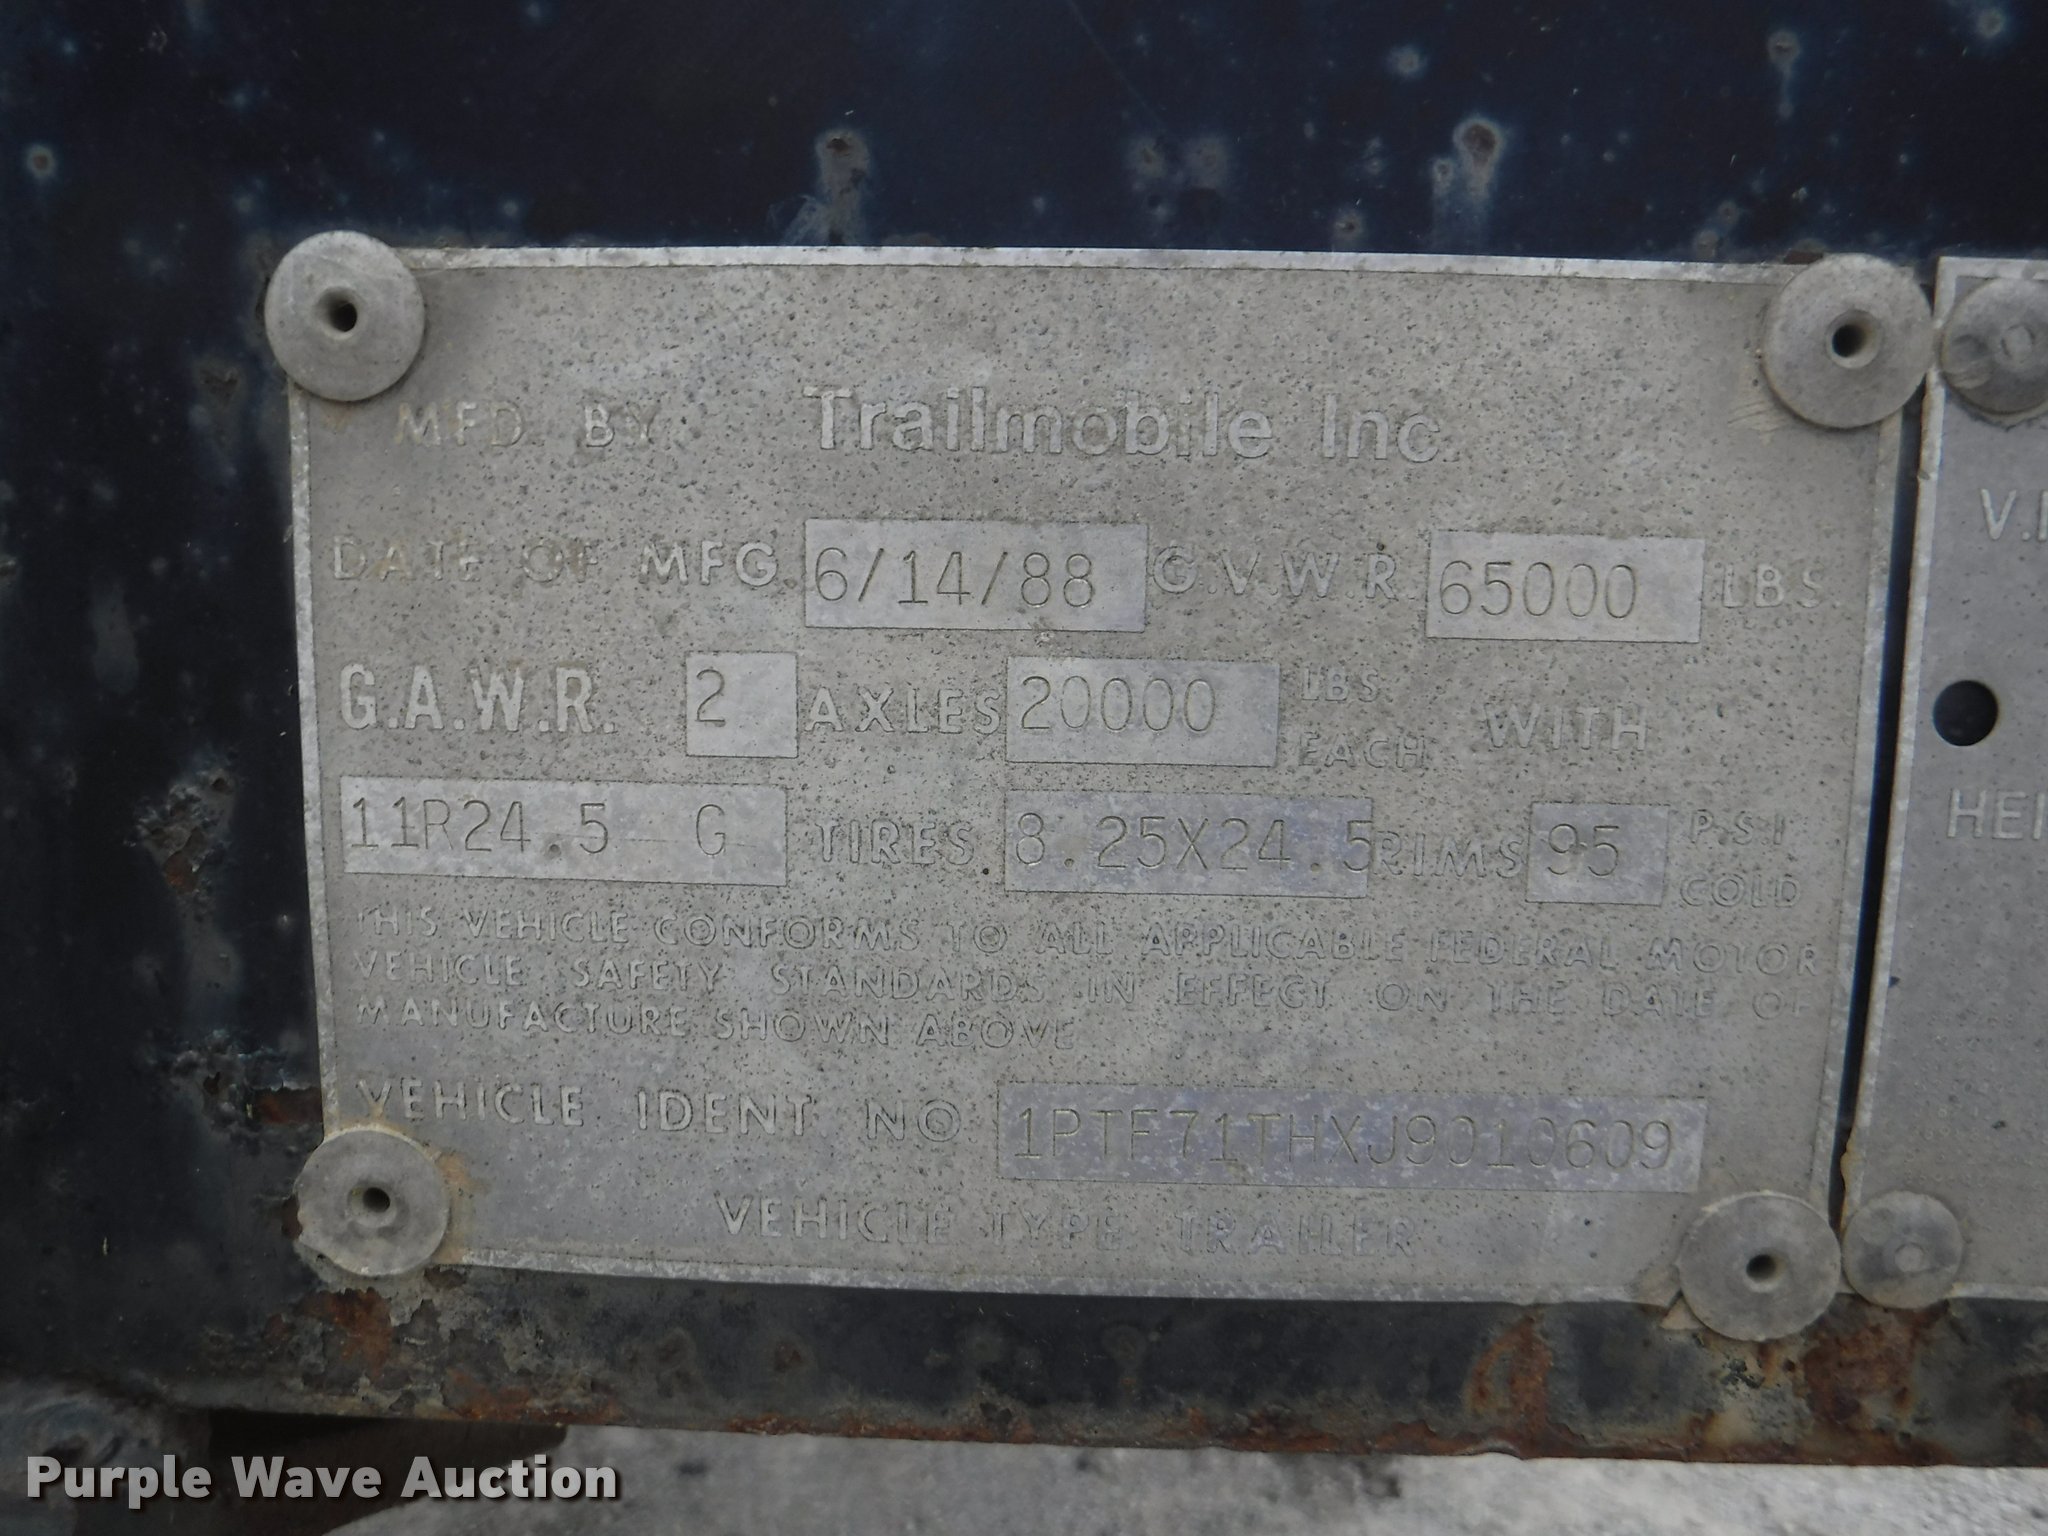 MFD. BY Trailmobile Inc.
DATE OF MFG. 6/14/88 G.V.W.R. 65000 LBS.
G.A.W.R. 2 AXLES 20000 LBS. EACH WITH
11R24.5 G TIRES 8.25X24.5 RIMS 95 P.S.I. COLD
THIS VEHICLE CONFORMS TO ALL APPLICABLE FEDERAL MOTOR
VEHICLE SAFETY STANDARDS IN EFFECT ON THE DATE OF
MANUFACTURE SHOWN ABOVE
VEHICLE IDENT. NO. 1PTF71THXJ9010609
VEHICLE TYPE TRAILER
Purple Wave Auction